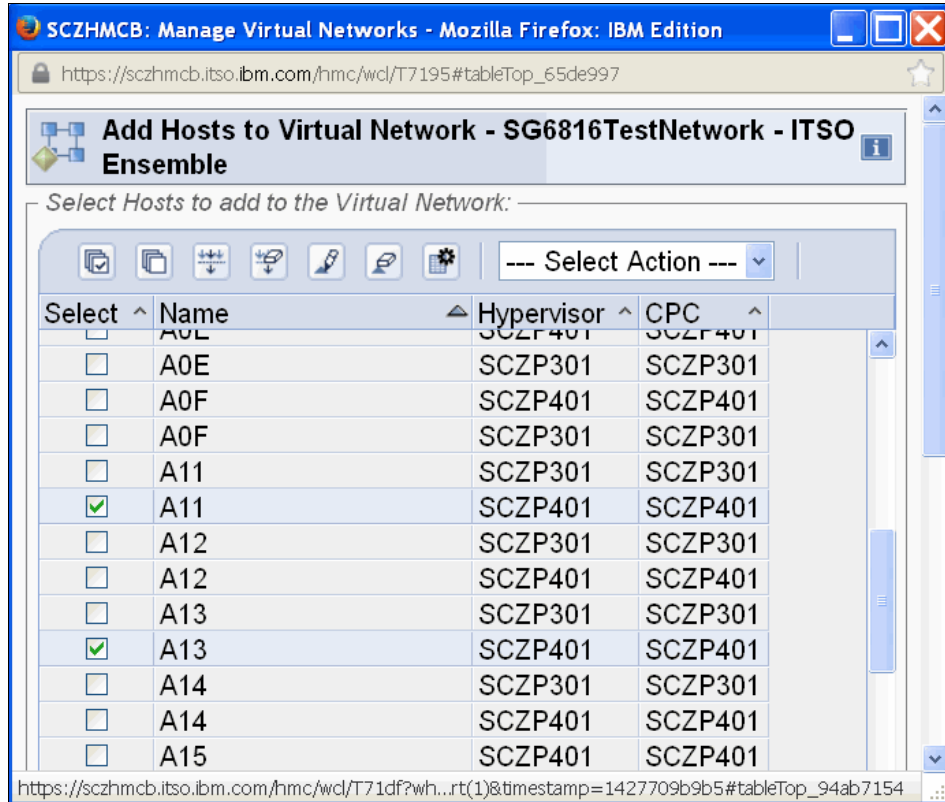 SCZHMCB: Manage Virtual Networks - Mozilla Firefox: IBM Edition
https://sczhmcb.itso.ibm.com/hmc/wcl/T7195#tableTop_65de997
Add Hosts to Virtual Network - SG6816TestNetwork - ITSO
Ensemble
i
Select Hosts to add to the Virtual Network:
--- Select Action ---
Select Name Hypervisor CPC
A0E SCZP401 SCZP401
A0E SCZP301 SCZP301
A0F SCZP401 SCZP401
A0F SCZP301 SCZP301
A11 SCZP301 SCZP301
A11 SCZP401 SCZP401
A12 SCZP301 SCZP301
A12 SCZP401 SCZP401
A13 SCZP301 SCZP301
A13 SCZP401 SCZP401
A14 SCZP301 SCZP301
A14 SCZP401 SCZP401
A15 SCZP401 SCZP401
https://sczhmcb.itso.ibm.com/hmc/wcl/T71df?wh...rt(1)&timestamp=1427709b9b5#tableTop_94ab7154